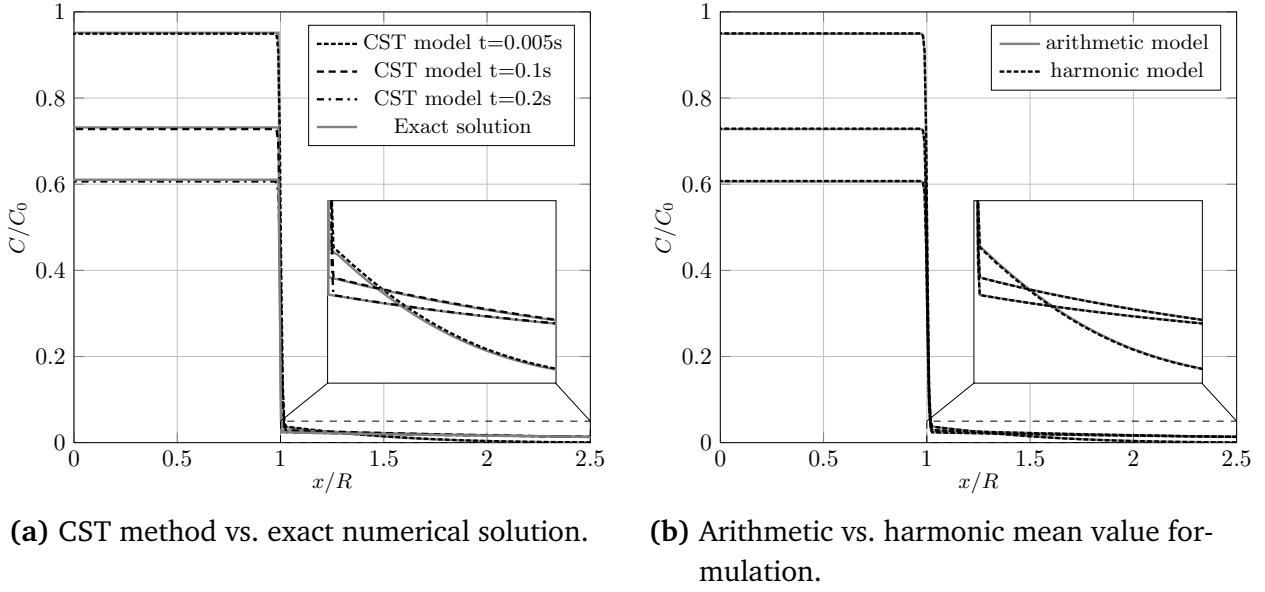 1
0.8
0.6
0.4
0.2
0
C/C₀
CST model t=0.005s
CST model t=0.1s
CST model t=0.2s
Exact solution
0
0.5
1
1.5
2
2.5
x/R
(a) CST method vs. exact numerical solution.
1
0.8
0.6
0.4
0.2
0
C/C₀
arithmetic model
harmonic model
0
0.5
1
1.5
2
2.5
x/R
(b) Arithmetic vs. harmonic mean value for-
mulation.